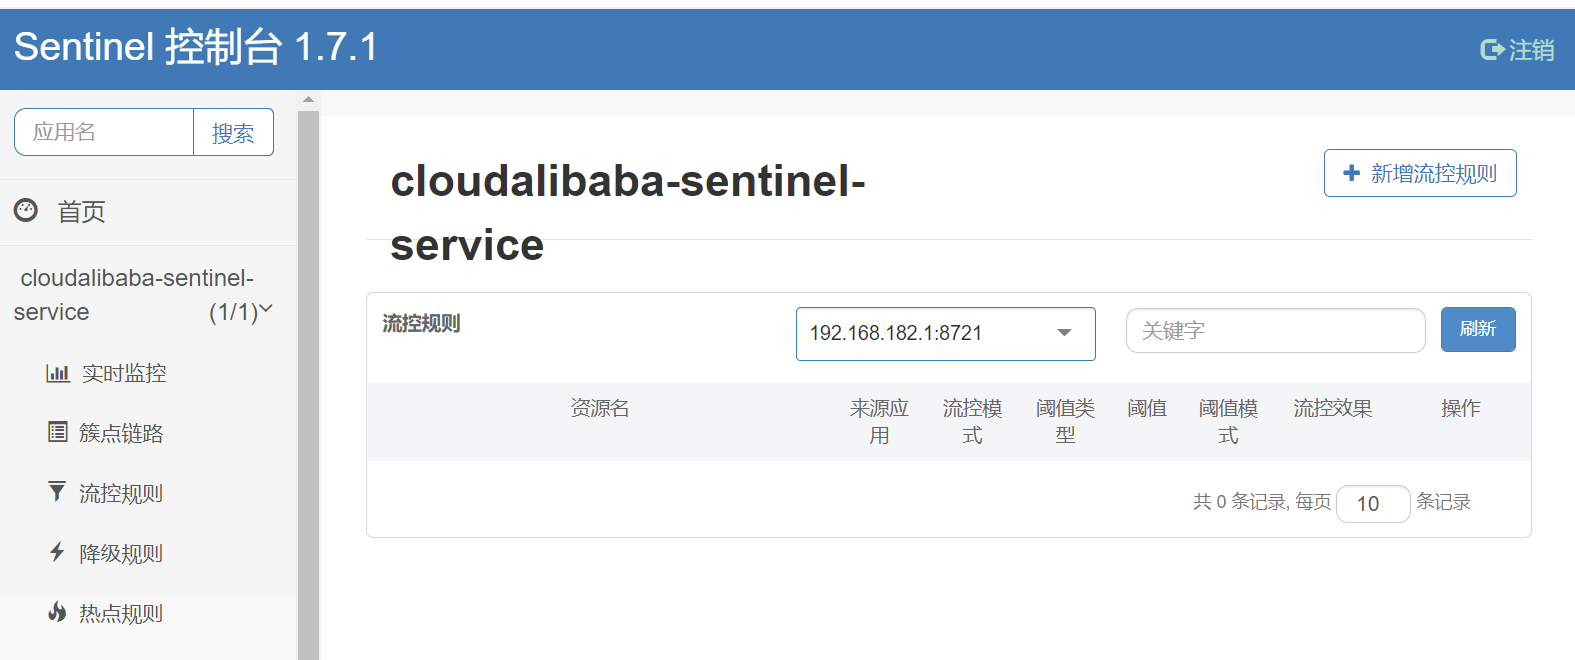 Sentinel 控制台 1.7.1
注销
应用名
搜索
首页
cloudalibaba-sentinel-
service (1/1)
实时监控
簇点链路
流控规则
降级规则
热点规则
cloudalibaba-sentinel-
service
新增流控规则
流控规则
192.168.182.1:8721
关键字
刷新
资源名
来源应
用
流控模
式
阈值类
型
阈值
阈值模
式
流控效果
操作
共 0 条记录, 每页 10 条记录